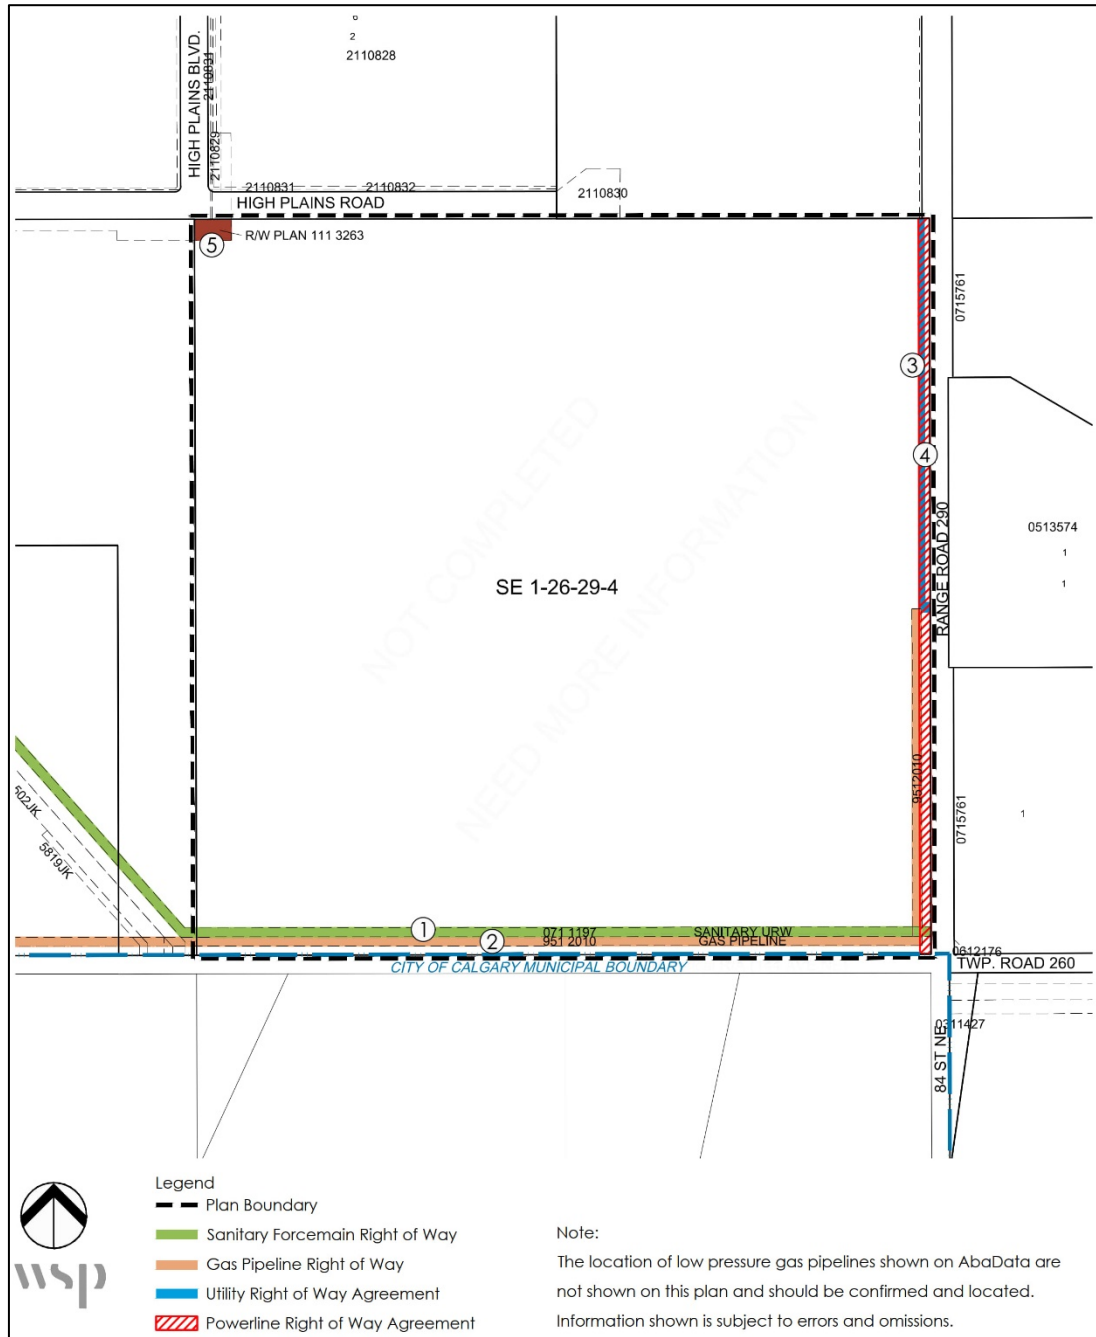 6
2
2110828
HIGH PLAINS BLVD.
2110831
2110829
2110831
2110832
2110830
HIGH PLAINS ROAD
5
R/W PLAN 111 3263
0715761
3
4
RANGE ROAD 290
0513574
1
1
NOT COMPLETED
NEED MORE INFORMATION
SE 1-26-29-4
9512010
0715761
1
502JK
5819JK
1
071 1197 SANITARY URW
2
951 2010 GAS PIPELINE
CITY OF CALGARY MUNICIPAL BOUNDARY
0612176
TWP. ROAD 260
0311427
84 ST NE
Legend
Plan Boundary
Sanitary Forcemain Right of Way
Gas Pipeline Right of Way
Utility Right of Way Agreement
Powerline Right of Way Agreement
wsp
Note:
The location of low pressure gas pipelines shown on AbaData are
not shown on this plan and should be confirmed and located.
Information shown is subject to errors and omissions.